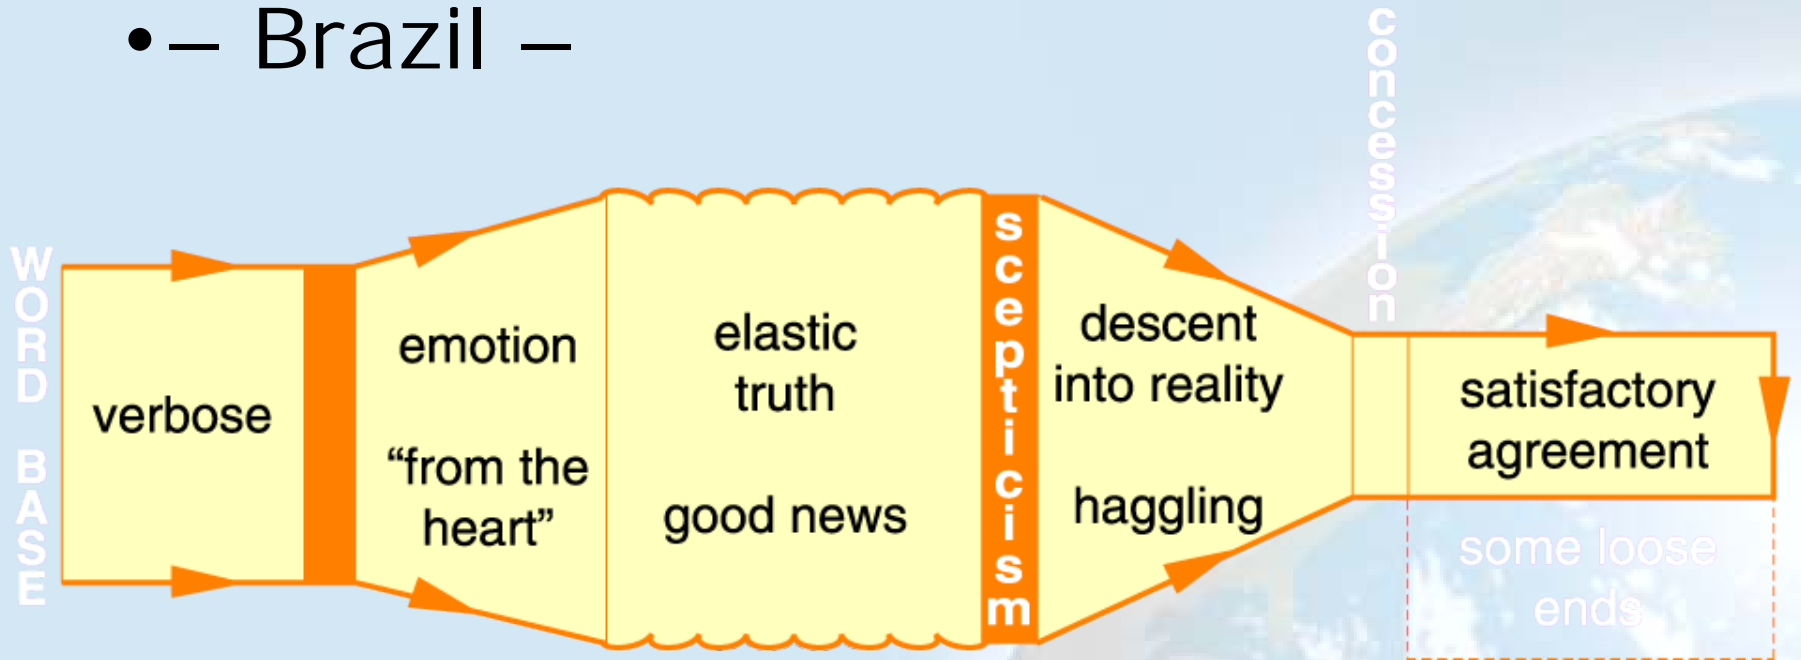 •– Brazil –
WORD BASE
verbose
emotion
“from the
heart”
elastic
truth
good news
scepticism
descent
into reality
haggling
concession
satisfactory
agreement
some loose
ends